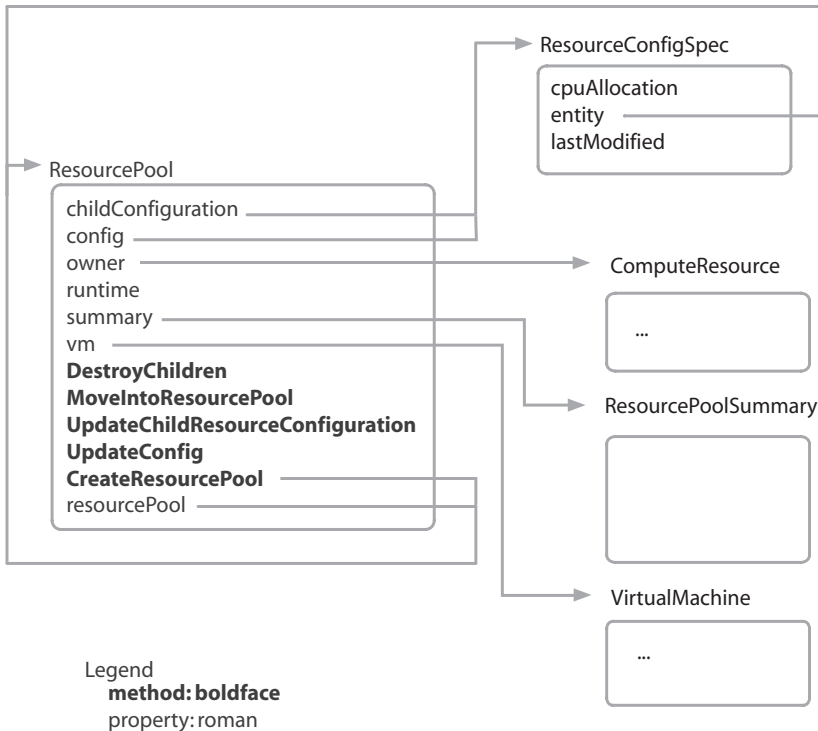 ResourceConfigSpec
cpuAllocation
entity
lastModified
ResourcePool
childConfiguration
config
owner
runtime
summary
vm
DestroyChildren
MoveIntoResourcePool
UpdateChildResourceConfiguration
UpdateConfig
CreateResourcePool
resourcePool
ComputeResource
...
ResourcePoolSummary
VirtualMachine
...
Legend
method: boldface
property: roman